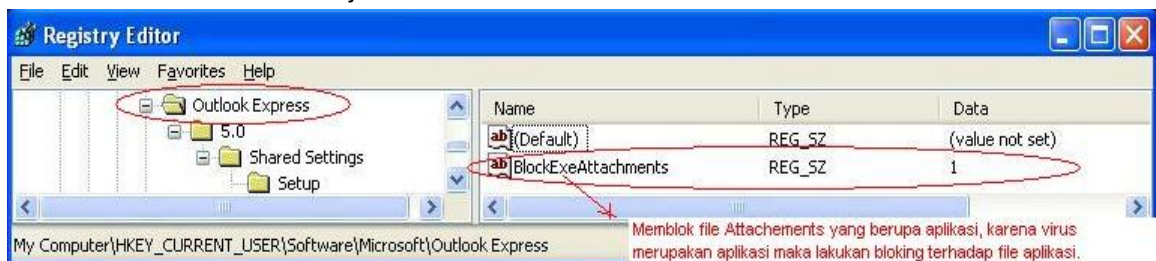 Registry Editor
File Edit View Favorites Help
Outlook Express
5.0
Shared Settings
Setup
Name Type Data
(Default) REG_SZ (value not set)
BlockExeAttachments REG_SZ 1
My Computer\HKEY_CURRENT_USER\Software\Microsoft\Outlook Express
Memblok file Attachements yang berupa aplikasi, karena virus
merupakan aplikasi maka lakukan bloking terhadap file aplikasi.